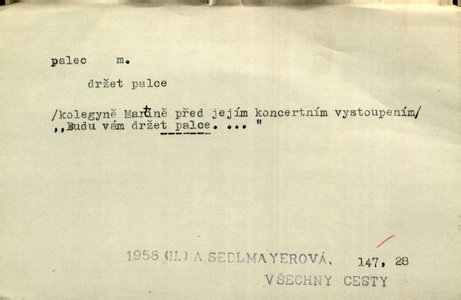 palec m.
držet palce
/kolegyně Martině před jejím koncertním vystoupením/
,,Budu vám držet palce. ... "
1958 (II.) A SEDLMAYEROVÁ, 147, 28
VŠECHNY CESTY